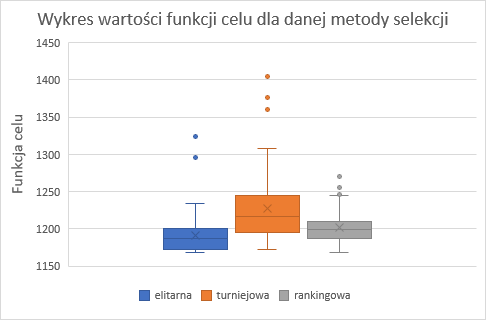 Wykres wartości funkcji celu dla danej metody selekcji
1450
1400
1350
1300
1250
1200
1150
Funkcja celu
elitarna turniejowa rankingowa